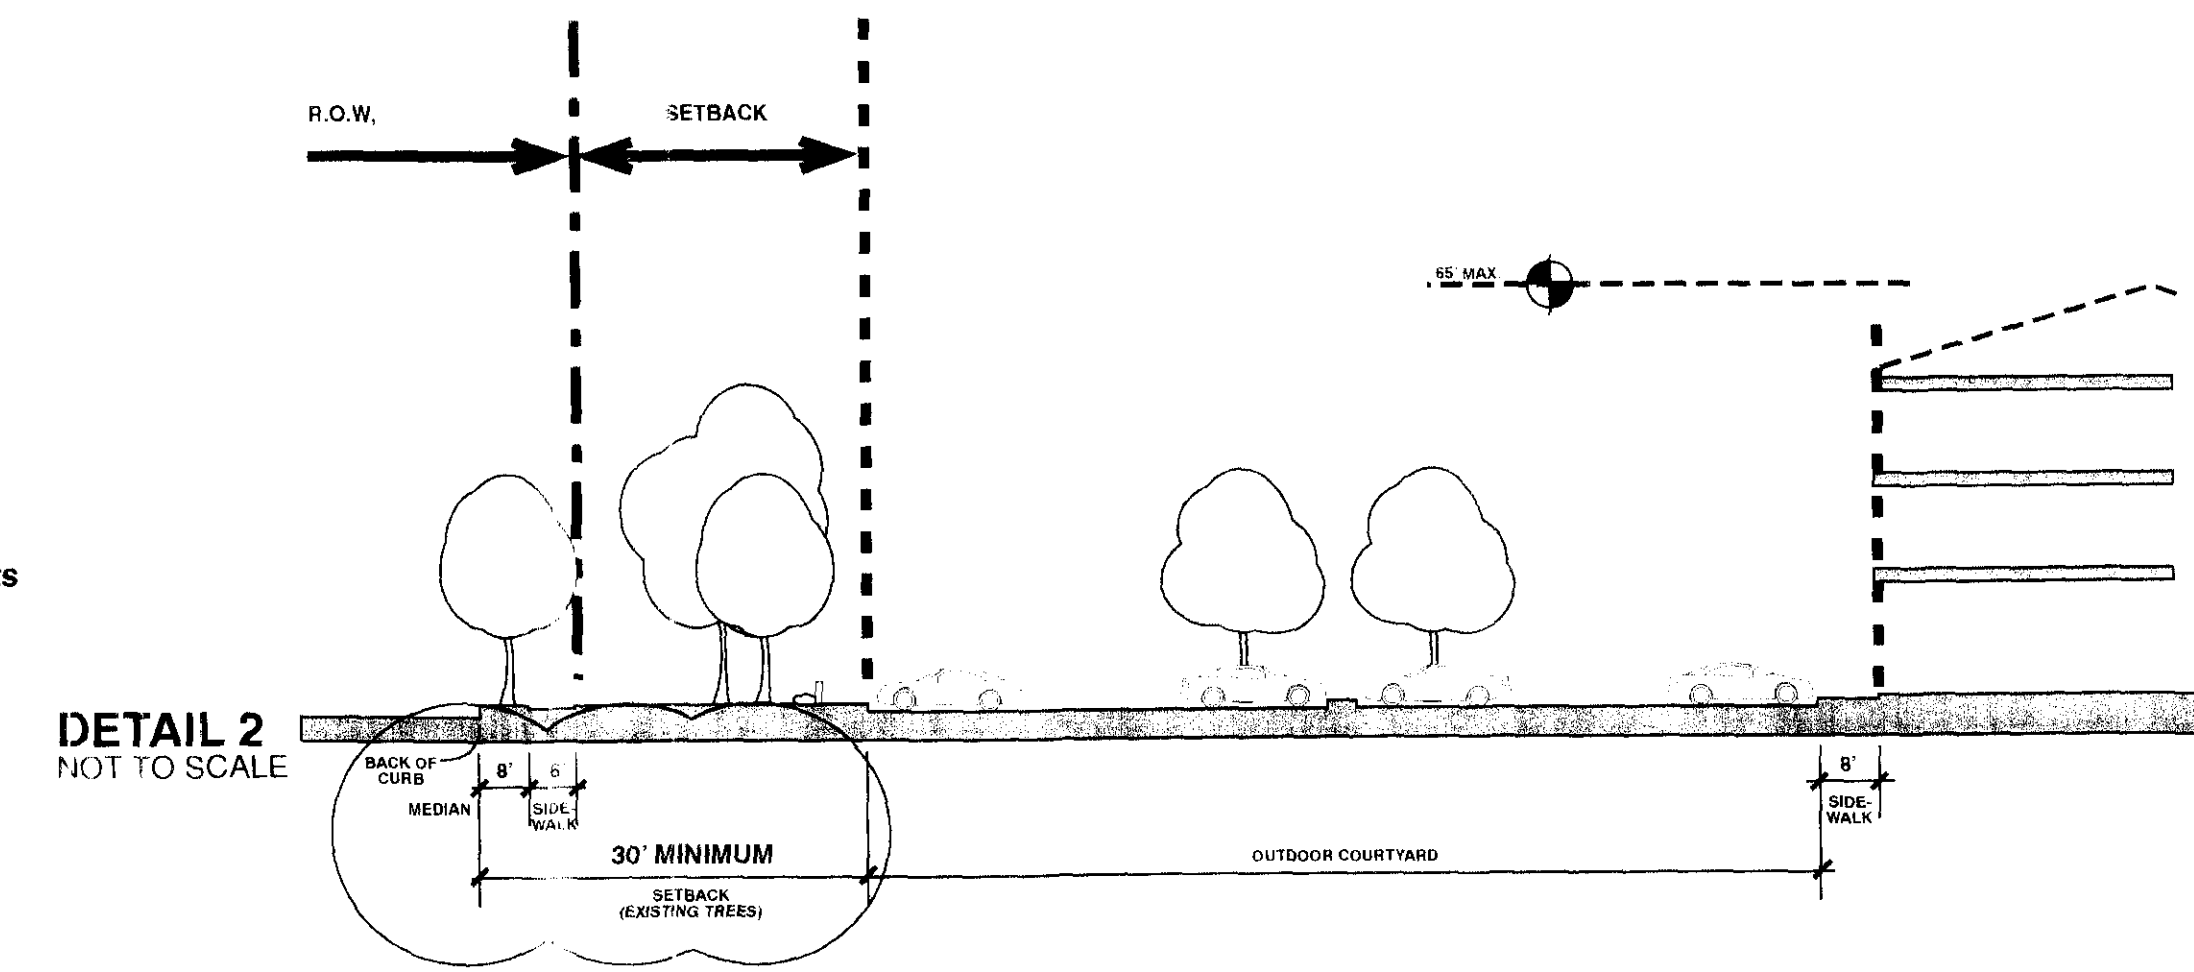 R.O.W,
SETBACK
65' MAX
DETAIL 2
NOT TO SCALE
BACK OF
CURB
8'
6'
MEDIAN
SIDE-
WALK
30' MINIMUM
SETBACK
(EXISTING TREES)
OUTDOOR COURTYARD
8'
SIDE-
WALK